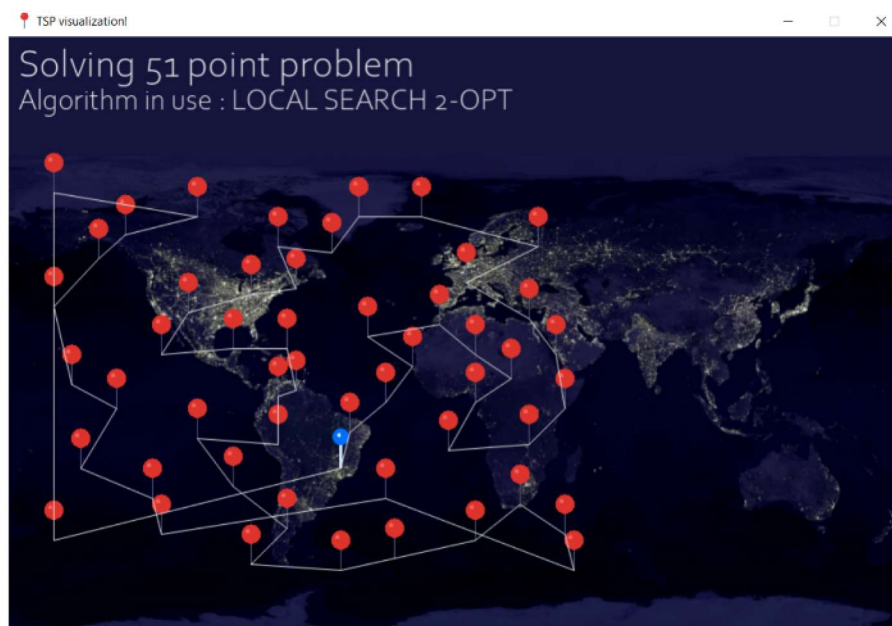 TSP visualization!
Solving 51 point problem
Algorithm in use : LOCAL SEARCH 2-OPT